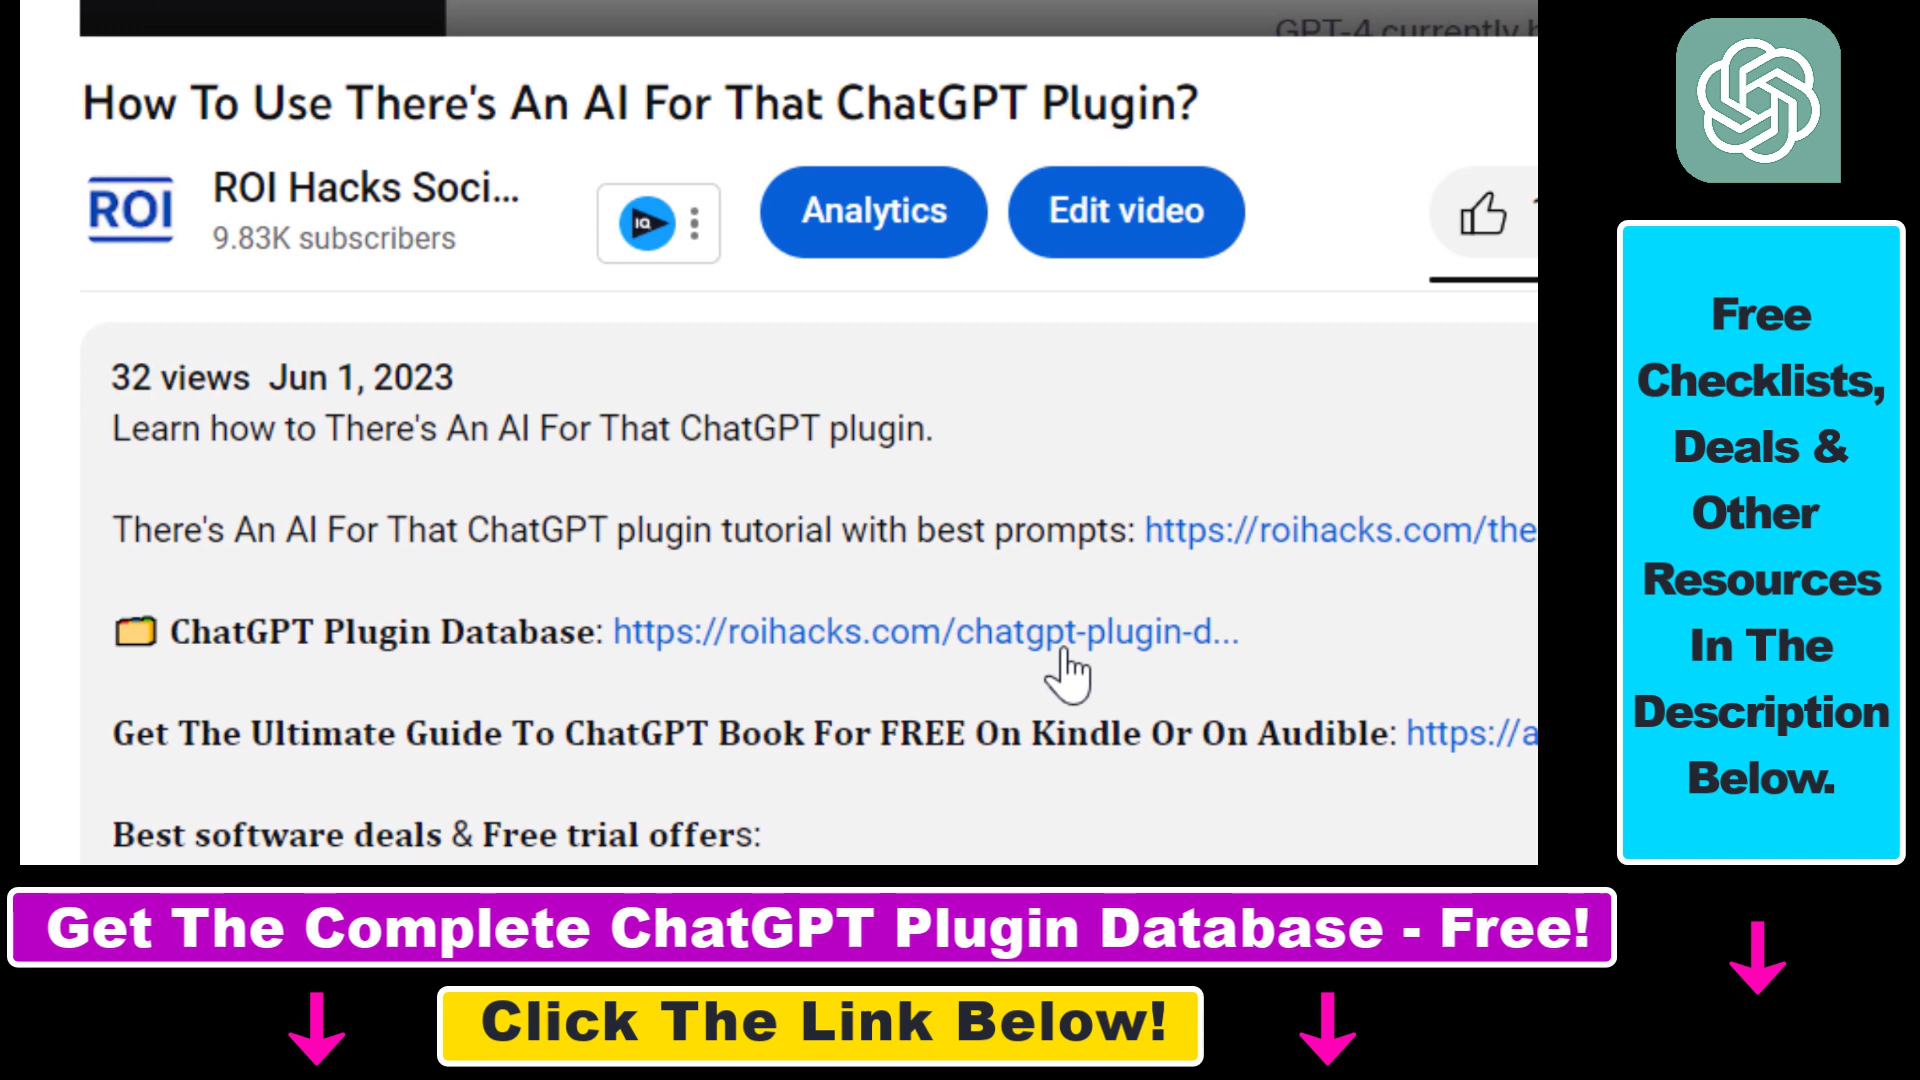 GPT-4 currently
How To Use There's An AI For That ChatGPT Plugin?
ROI
ROI Hacks Soci...
9.83K subscribers
IQ
Analytics
Edit video
32 views Jun 1, 2023
Learn how to There's An AI For That ChatGPT plugin.
There's An AI For That ChatGPT plugin tutorial with best prompts: https://roihacks.com/the
ChatGPT Plugin Database: https://roihacks.com/chatgpt-plugin-d...
Get The Ultimate Guide To ChatGPT Book For FREE On Kindle Or On Audible: https://a
Best software deals & Free trial offers:
Free
Checklists,
Deals &
Other
Resources
In The
Description
Below.
Get The Complete ChatGPT Plugin Database - Free!
Click The Link Below!